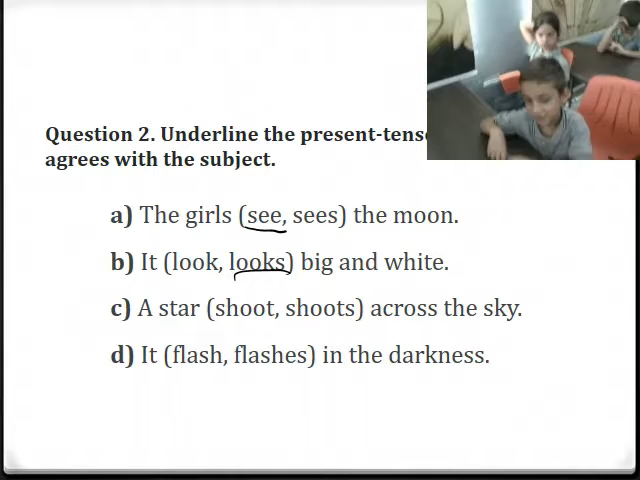 Question 2. Underline the present-tense
agrees with the subject.
a) The girls (see, sees) the moon.
b) It (look, looks) big and white.
c) A star (shoot, shoots) across the sky.
d) It (flash, flashes) in the darkness.